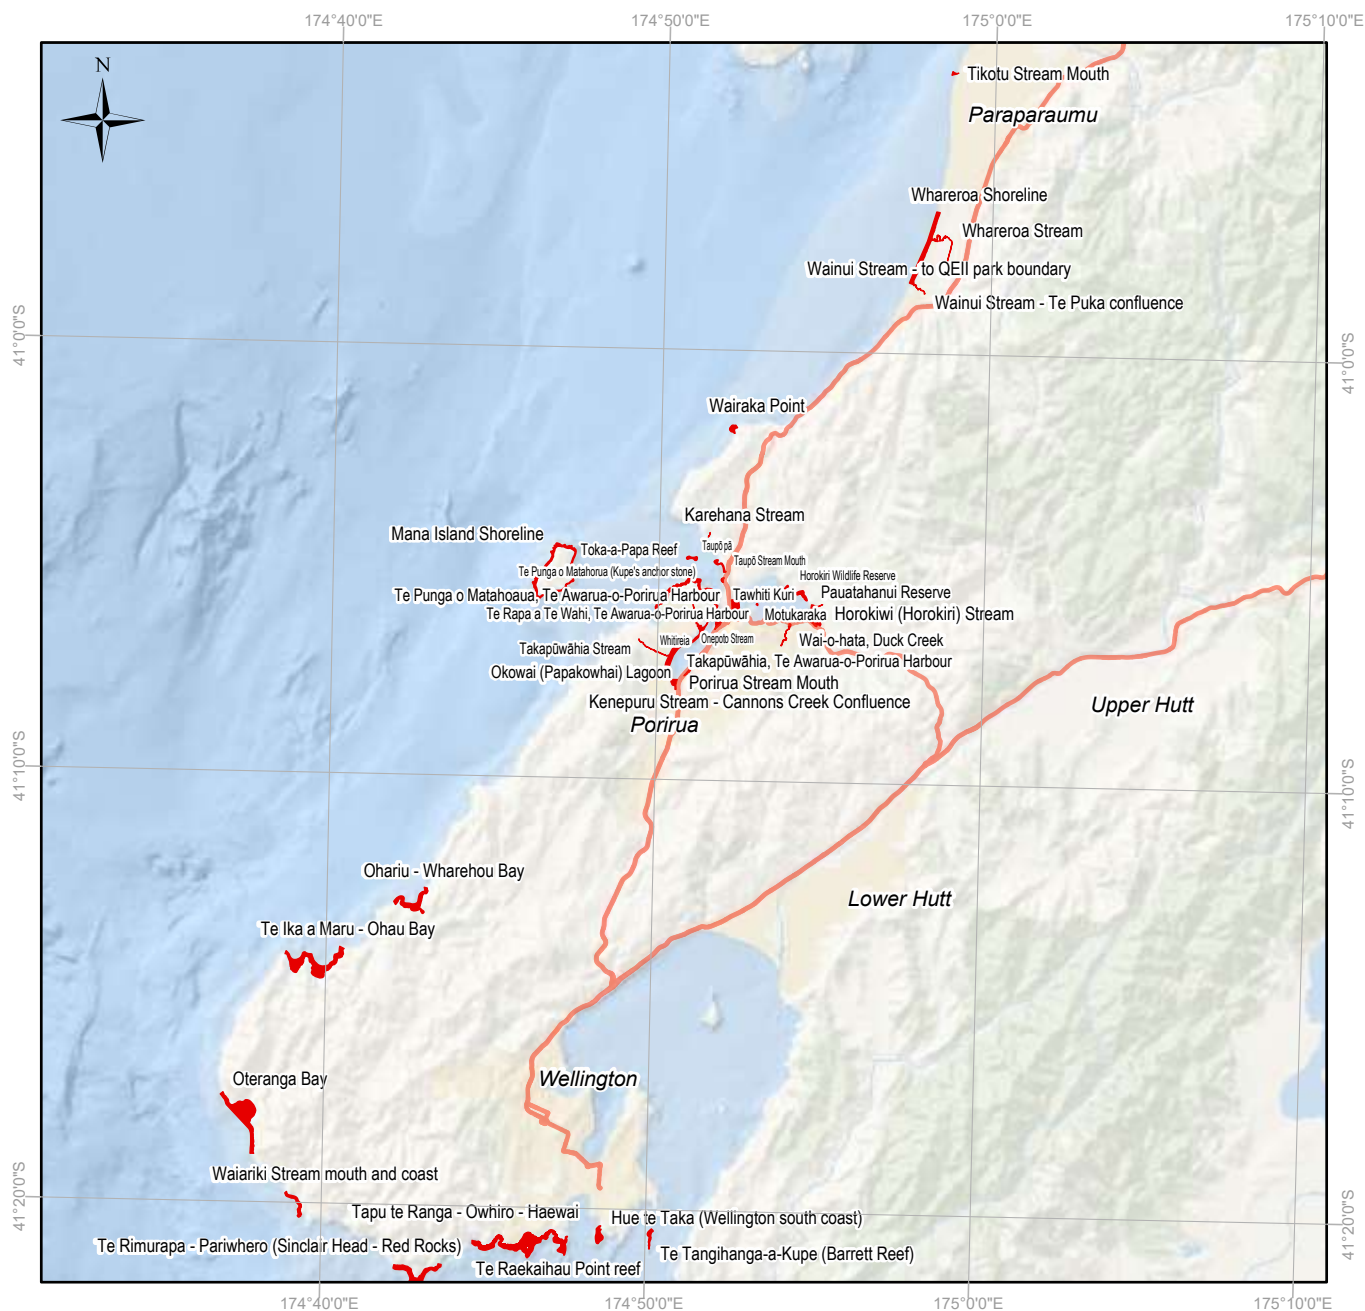 174°40'0"E
174°50'0"E
175°0'0"E
175°10'0"E
N
Tikotu Stream Mouth
Paraparaumu
Whareroa Shoreline
Whareroa Stream
Wainui Stream - to QEII park boundary
Wainui Stream - Te Puka confluence
41°0'0"S
41°0'0"S
Wairaka Point
Karehana Stream
Mana Island Shoreline
Taupō pā
Toka-a-Papa Reef
Taupō Stream Mouth
Te Punga o Matahorua (Kupe's anchor stone)
Horokiri Wildlife Reserve
Te Punga o Matahoaua, Te Awarua-o-Porirua Harbour
Tawhiti Kuri
Pauatahanui Reserve
Te Rapa a Te Wahi, Te Awarua-o-Porirua Harbour
Motukaraka
Horokiwi (Horokiri) Stream
Whitireia
Onepoto Stream
Wai-o-hata, Duck Creek
Takapūwāhia Stream
Takapūwāhia, Te Awarua-o-Porirua Harbour
Okowai (Papakowhai) Lagoon
Porirua Stream Mouth
Kenepuru Stream - Cannons Creek Confluence
Porirua
Upper Hutt
41°10'0"S
41°10'0"S
Ohariu - Wharehou Bay
Lower Hutt
Te Ika a Maru - Ohau Bay
Oteranga Bay
Wellington
Waiariki Stream mouth and coast
41°20'0"S
41°20'0"S
Tapu te Ranga - Owhiro - Haewai
Hue te Taka (Wellington south coast)
Te Rimurapa - Pariwhero (Sinclair Head - Red Rocks)
Te Tangihanga-a-Kupe (Barrett Reef)
Te Raekaihau Point reef
174°40'0"E
174°50'0"E
175°0'0"E
175°10'0"E